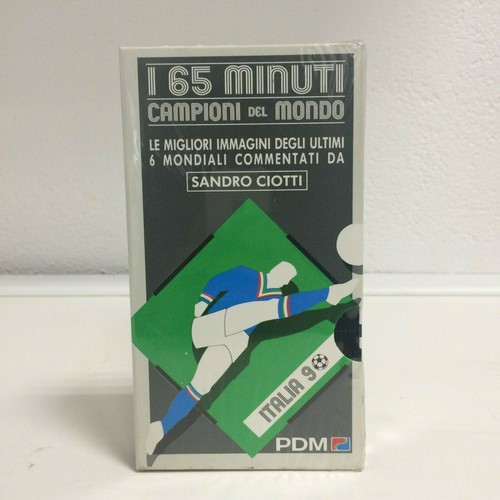 I 65 MINUTI
CAMPIONI DEL MONDO
LE MIGLIORI IMMAGINI DEGLI ULTIMI
6 MONDIALI COMMENTATI DA
SANDRO CIOTTI
ITALIA 90
PDM